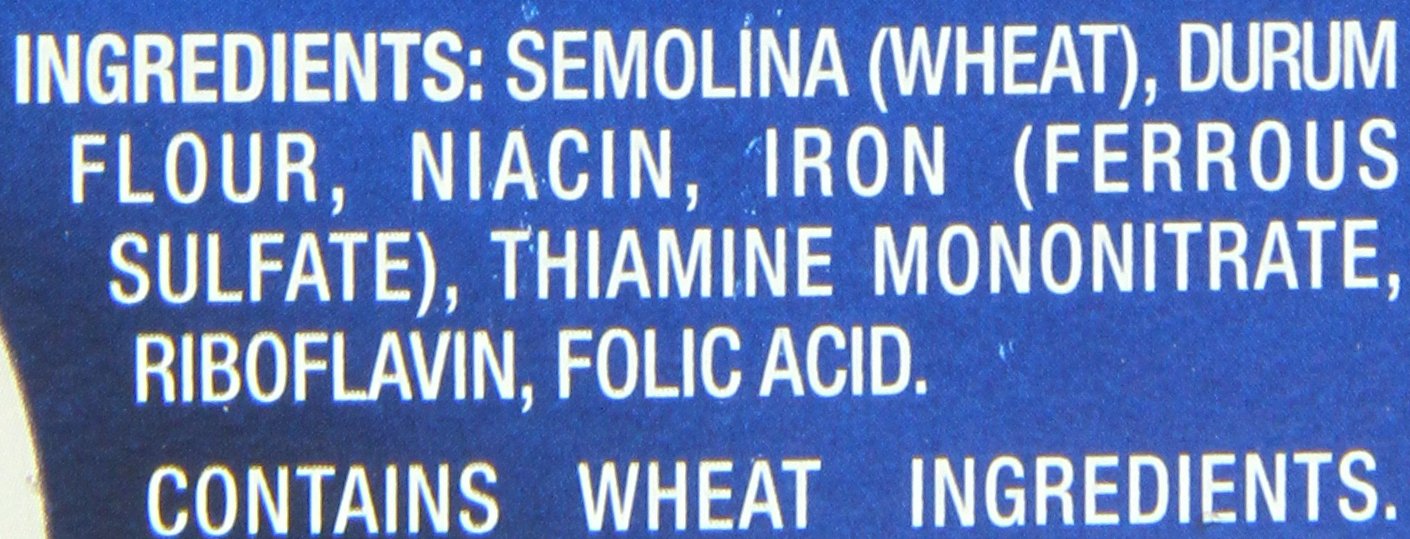 INGREDIENTS: SEMOLINA (WHEAT), DURUM
FLOUR, NIACIN, IRON (FERROUS
SULFATE), THIAMINE MONONITRATE,
RIBOFLAVIN, FOLIC ACID.
CONTAINS WHEAT INGREDIENTS.